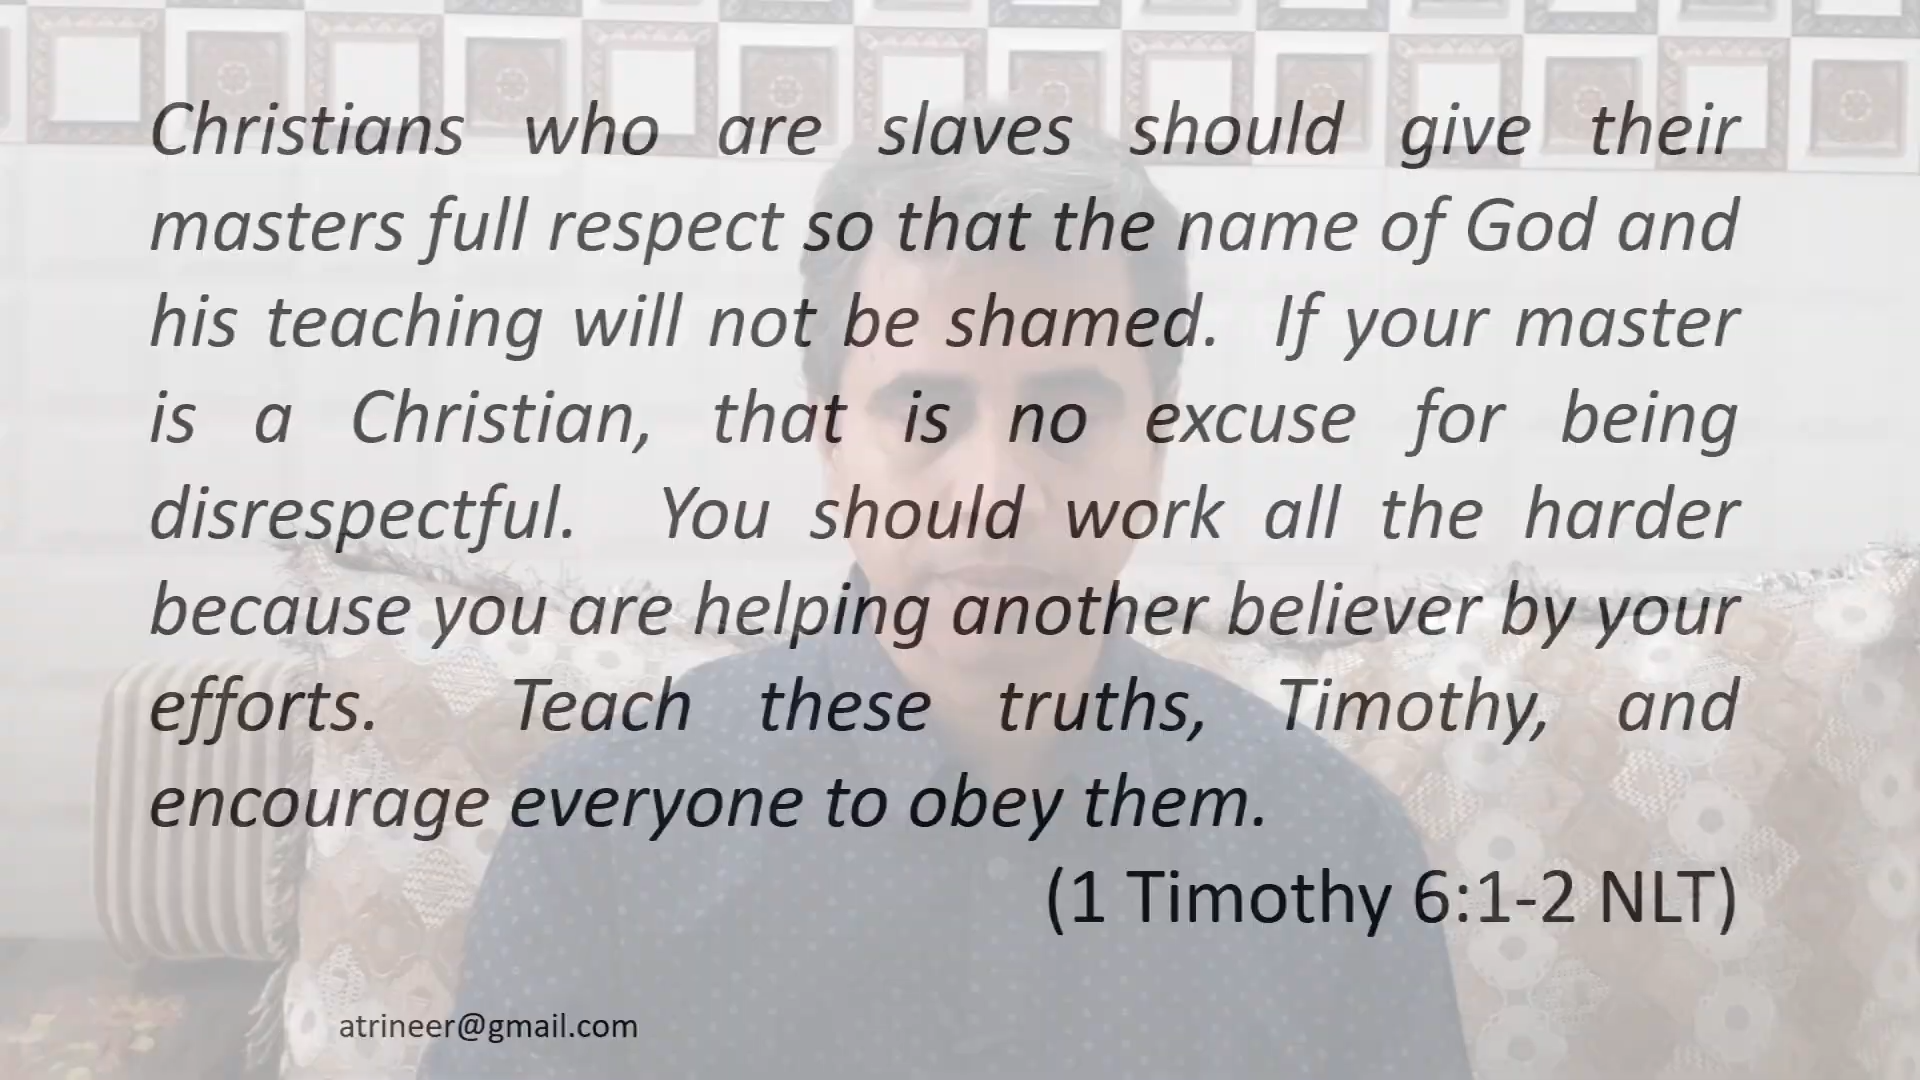 Christians who are slaves should give their
masters full respect so that the name of God and
his teaching will not be shamed. If your master
is a Christian, that is no excuse for being
disrespectful. You should work all the harder
because you are helping another believer by your
efforts. Teach these truths, Timothy, and
encourage everyone to obey them.
(1 Timothy 6:1-2 NLT)
atrineer@gmail.com